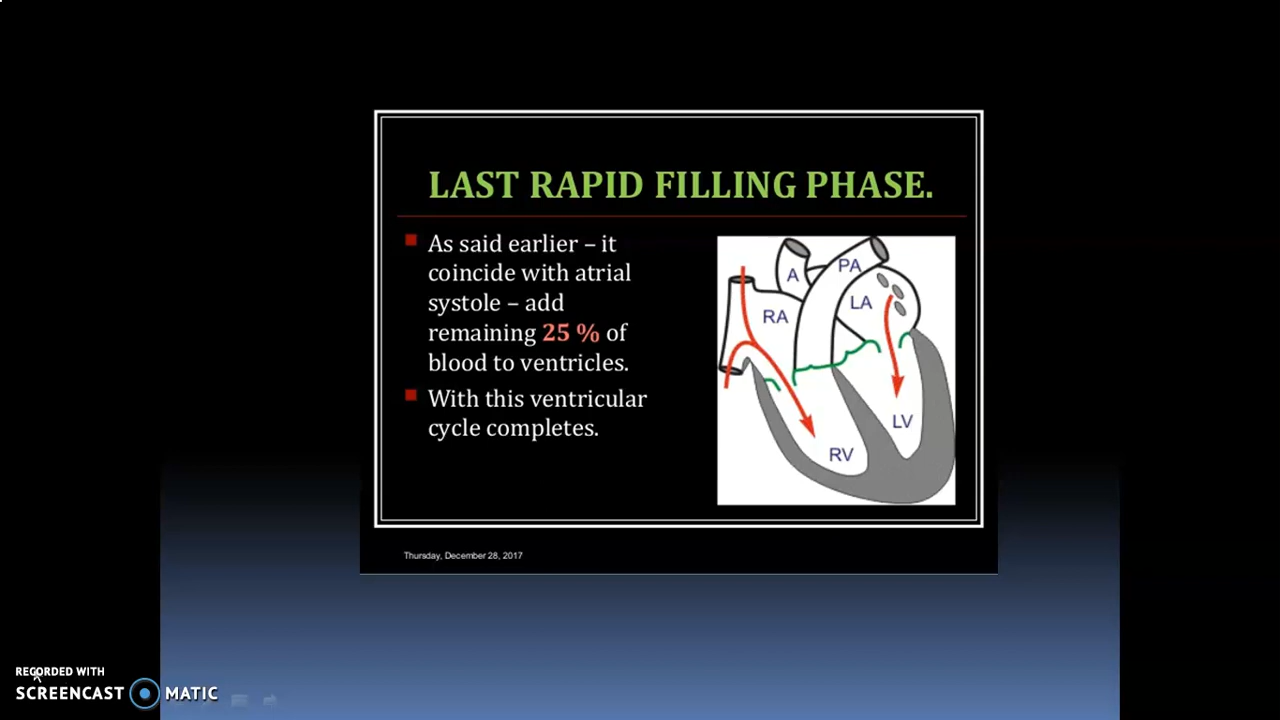 LAST RAPID FILLING PHASE.
As said earlier – it
coincide with atrial
systole – add
remaining 25 % of
blood to ventricles.
With this ventricular
cycle completes.
A
PA
RA
LA
LV
RV
Thursday, December 28, 2017
RECORDED WITH
SCREENCAST MATIC